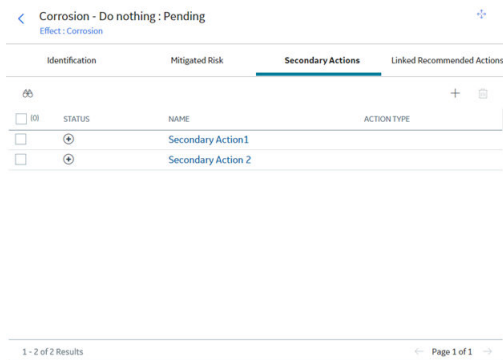 Corrosion - Do nothing : Pending
Effect : Corrosion
Identification Mitigated Risk Secondary Actions Linked Recommended Actions
(0) STATUS NAME ACTION TYPE
Secondary Action1
Secondary Action 2
1 - 2 of 2 Results Page 1 of 1